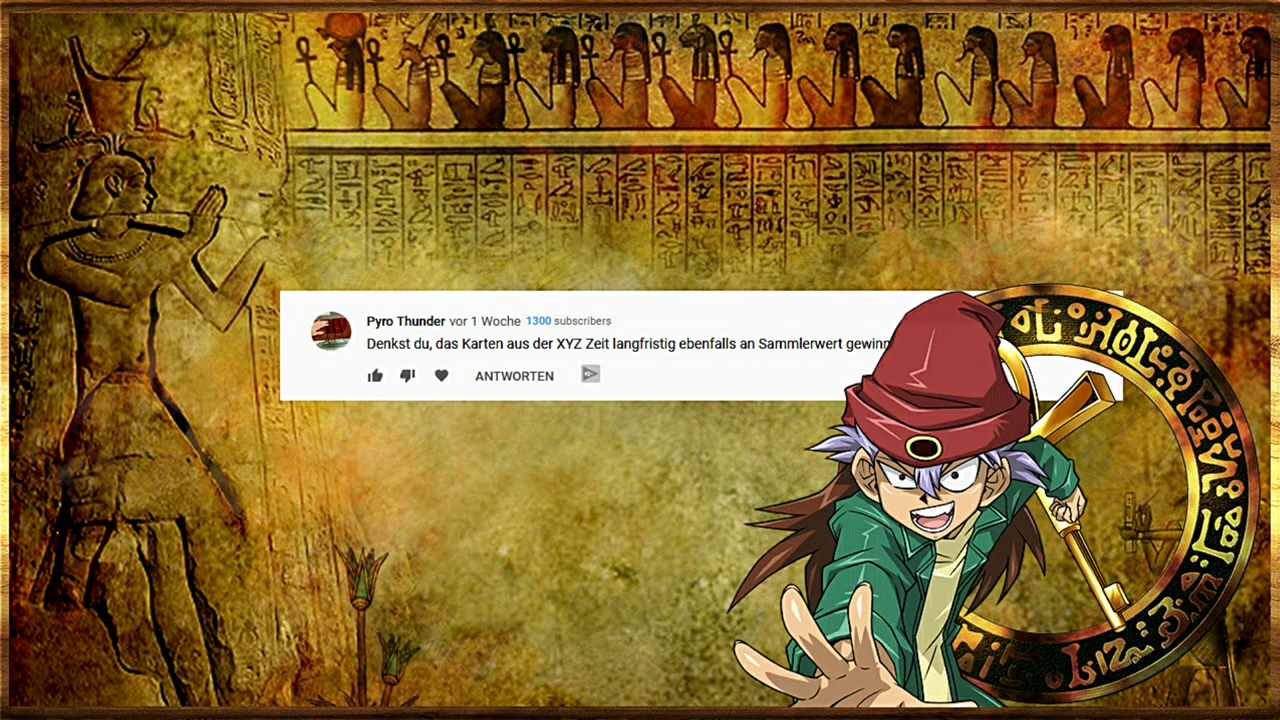 Pyro Thunder vor 1 Woche 1300 subscribers
Denkst du, das Karten aus der XYZ Zeit langfristig ebenfalls an Sammlerwert
ANTWORTEN